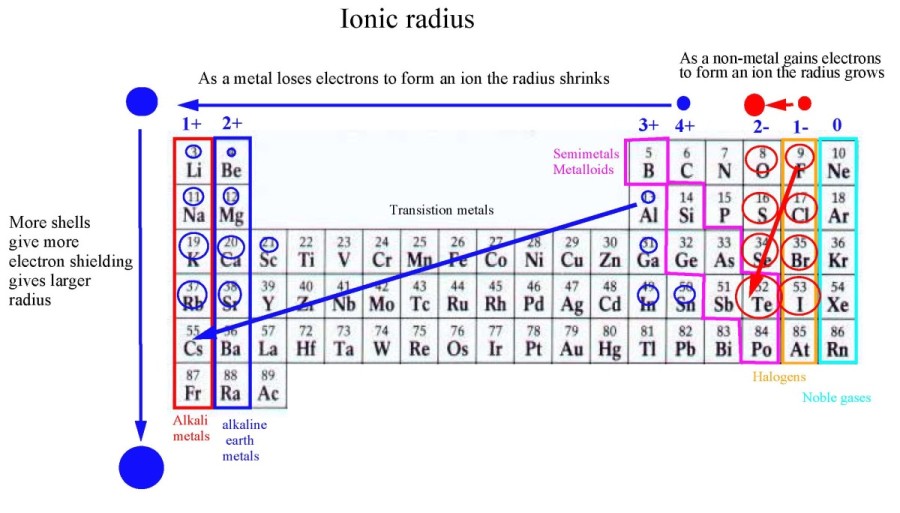 Ionic radius
As a metal loses electrons to form an ion the radius shrinks
As a non-metal gains electrons
to form an ion the radius grows
1+ 2+ 3+ 4+ 2- 1- 0
Semimetals
Metalloids
3 4 5 6 7 8 9 10
Li Be B C N O F Ne
11 12 13 14 15 16 17 18
Na Mg Al Si P S Cl Ar
Transistion metals
More shells
give more
electron shielding
gives larger
radius
19 20 21 22 23 24 25 26 27 28 29 30 31 32 33 34 35 36
K Ca Sc Ti V Cr Mn Fe Co Ni Cu Zn Ga Ge As Se Br Kr
37 38 39 40 41 42 43 44 45 46 47 48 49 50 51 52 53 54
Rb Sr Y Zr Nb Mo Tc Ru Rh Pd Ag Cd In Sn Sb Te I Xe
55 56 57 72 73 74 75 76 77 78 79 80 81 82 83 84 85 86
Cs Ba La Hf Ta W Re Os Ir Pt Au Hg Tl Pb Bi Po At Rn
87 88 89
Fr Ra Ac
Halogens
Noble gases
Alkali
metals
alkaline
earth
metals